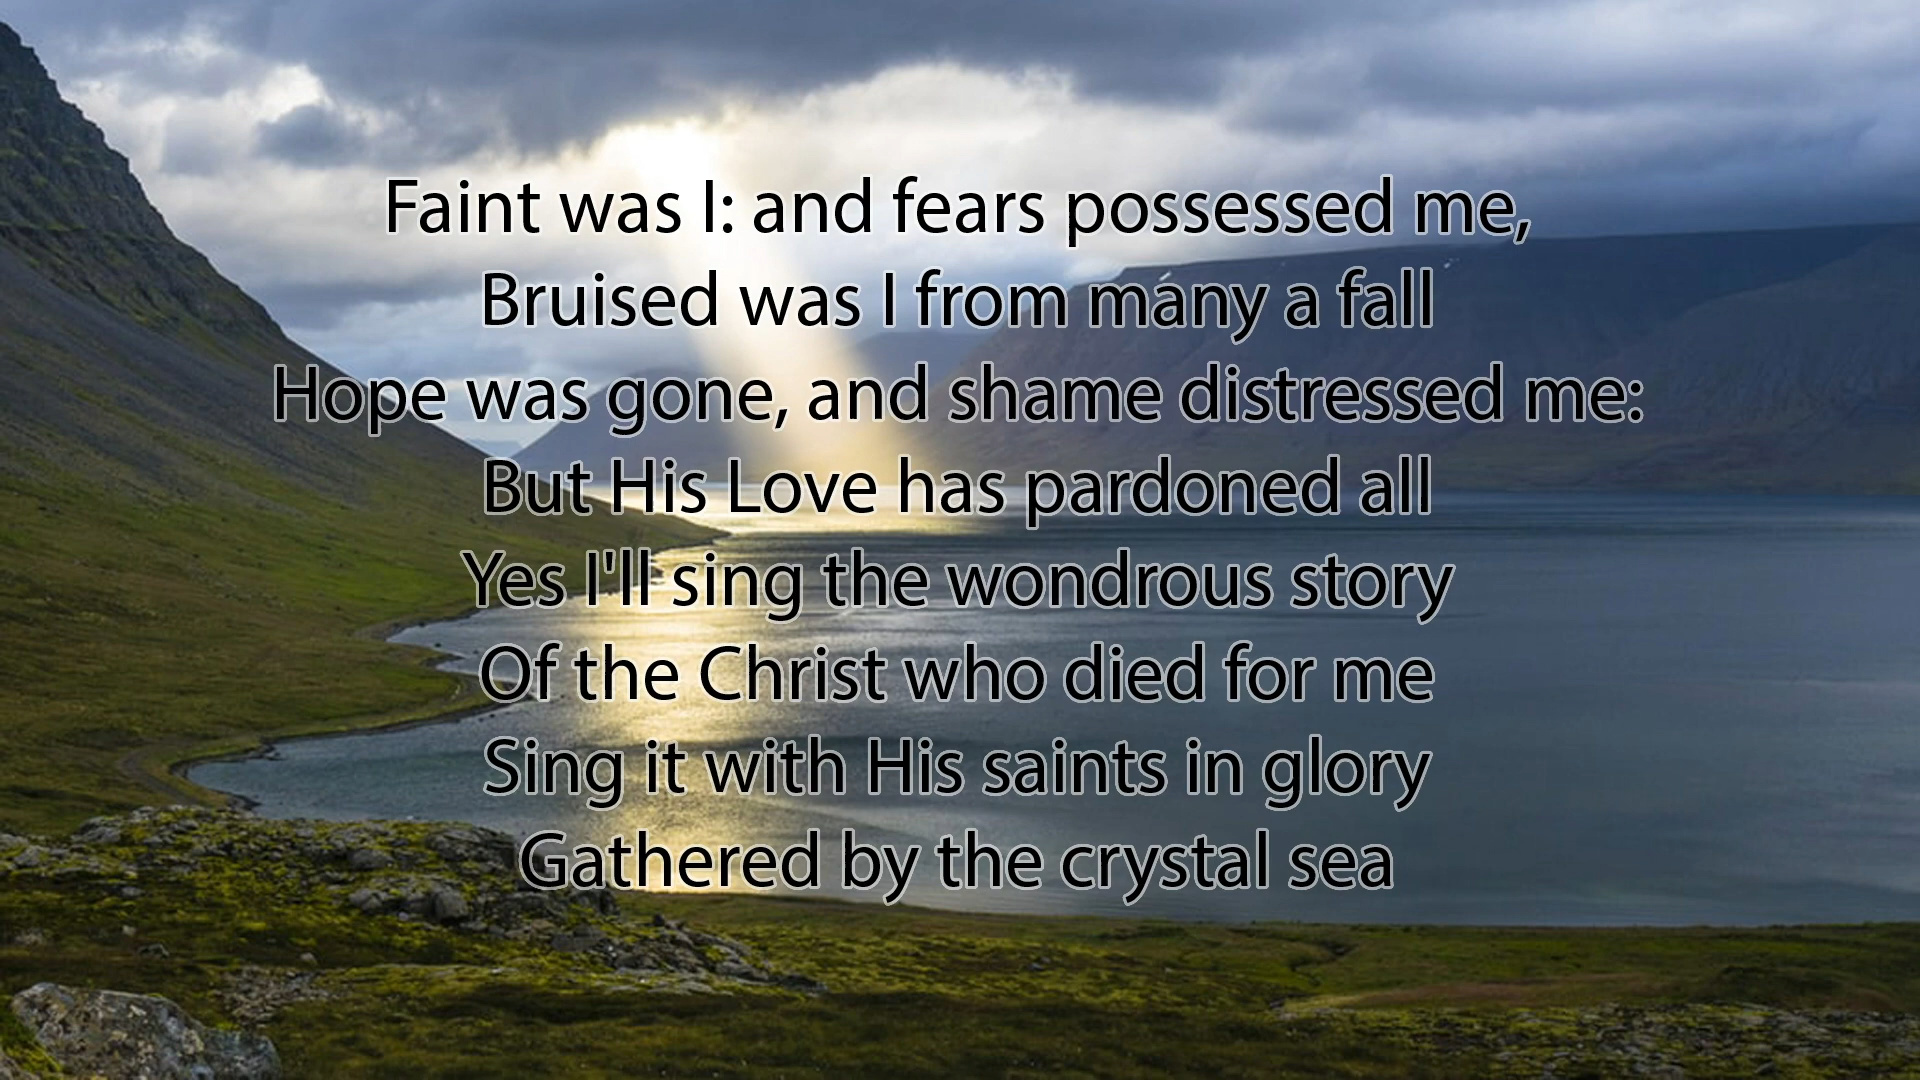 Faint was I: and fears possessed me,
Bruised was I from many a fall
Hope was gone, and shame distressed me:
But His Love has pardoned all
Yes I'll sing the wondrous story
Of the Christ who died for me
Sing it with His saints in glory
Gathered by the crystal sea